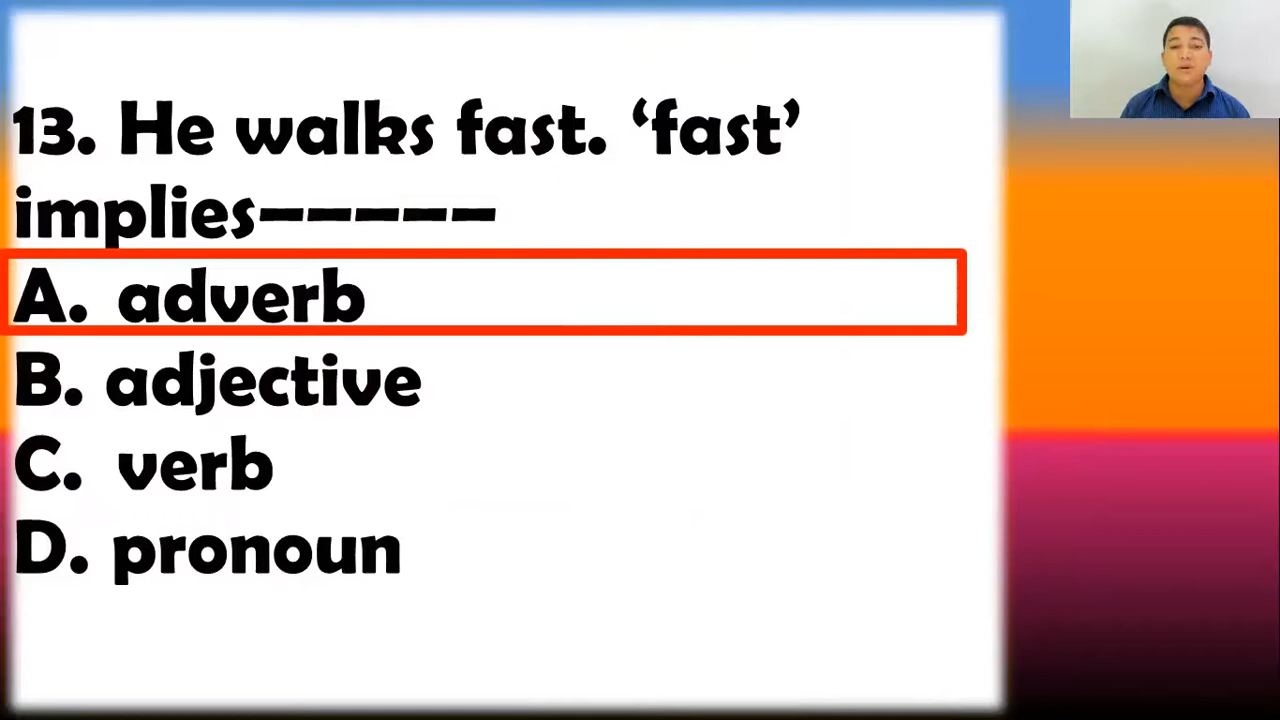 13. He walks fast. ‘fast’
implies−−−−−
A. adverb
B. adjective
C. verb
D. pronoun